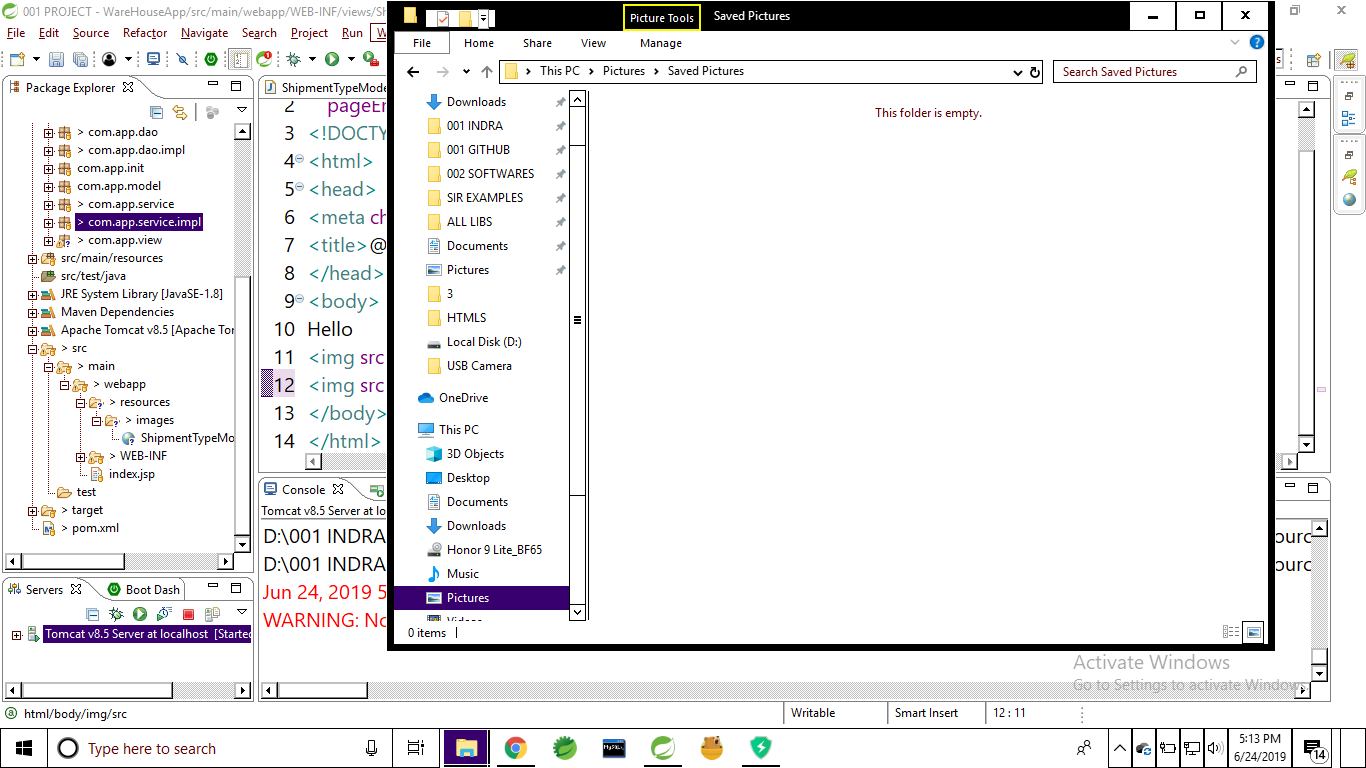 001 PROJECT - WareHouseApp/src/main/webapp/WEB-INF/views/Sh
File Edit Source Refactor Navigate Search Project Run W
Package Explorer
> com.app.dao
> com.app.dao.impl
com.app.init
com.app.model
> com.app.service
> com.app.service.impl
> com.app.view
src/main/resources
src/test/java
JRE System Library [JavaSE-1.8]
Maven Dependencies
Apache Tomcat v8.5 [Apache Tor
> src
> main
> webapp
> resources
> images
ShipmentTypeMo
> WEB-INF
index.jsp
test
> target
> pom.xml
Servers
Boot Dash
Tomcat v8.5 Server at localhost [Started
ShipmentTypeMode
2 pageEn
3 <!DOCTY
4 <html>
5 <head>
6 <meta ch
7 <title>@
8 </head>
9 <body>
10 Hello
11 <img src
12 <img src
13 </body>
14 </html>
Console
Tomcat v8.5 Server at lo
D:\001 INDRA
ourc
D:\001 INDRA
ourc
Jun 24, 2019 5
WARNING: No
Picture Tools
Saved Pictures
File Home Share View Manage
This PC > Pictures > Saved Pictures
Search Saved Pictures
Downloads
001 INDRA
001 GITHUB
002 SOFTWARES
SIR EXAMPLES
ALL LIBS
Documents
Pictures
3
HTMLS
Local Disk (D:)
USB Camera
OneDrive
This PC
3D Objects
Desktop
Documents
Downloads
Honor 9 Lite_BF65
Music
Pictures
Videos
This folder is empty.
0 items
Activate Windows
Go to Settings to activate Windows.
html/body/img/src
Writable
Smart Insert
12 : 11
Type here to search
MySQL
5:13 PM
6/24/2019
14